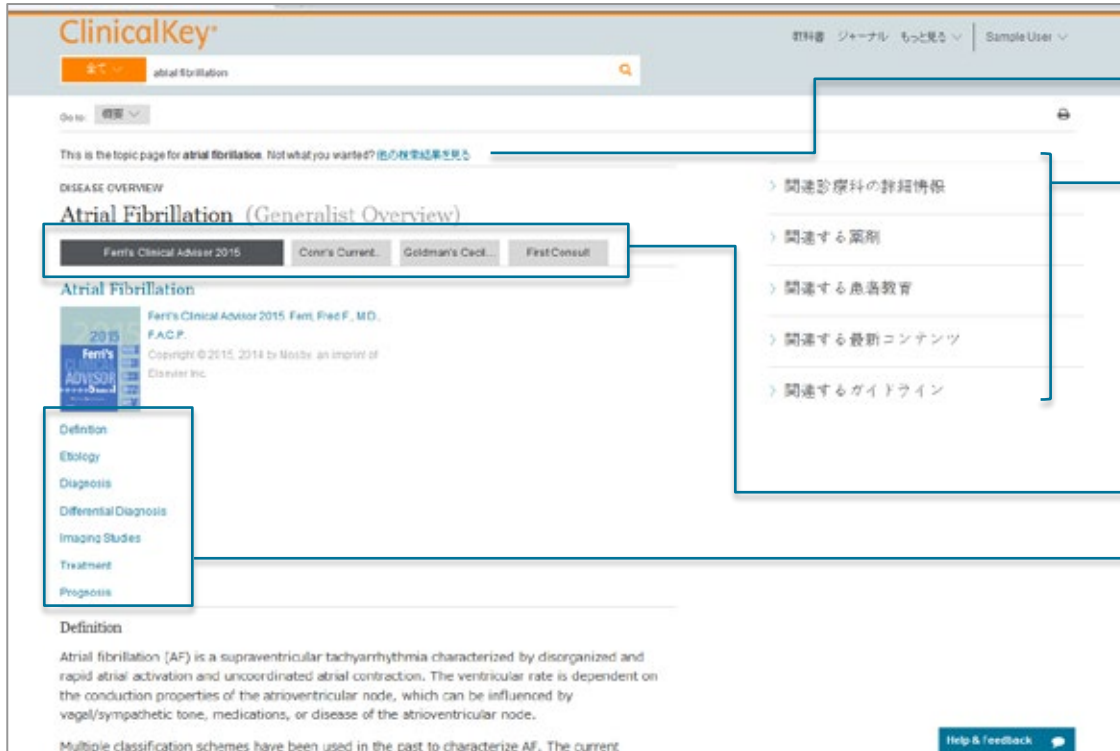 ClinicalKey®
教科書 ジャーナル もっと見る Sample User
全て atrial fibrillation
Go to: 概要
This is the topic page for atrial fibrillation. Not what you wanted? 他の検索結果を見る
DISEASE OVERVIEW
Atrial Fibrillation (Generalist Overview)
Ferri's Clinical Advisor 2015 Conn's Current.. Goldman's Cecil... First Consult
Atrial Fibrillation
Ferri's Clinical Advisor 2015. Ferri, Fred F., M.D.,
F.A.C.P.
Copyright © 2015, 2014 by Mosby, an imprint of
Elsevier Inc.
2015
Ferri's
CLINICAL
ADVISOR
Definition
Etiology
Diagnosis
Differential Diagnosis
Imaging Studies
Treatment
Prognosis
関連診療科の詳細情報
関連する薬剤
関連する患者教育
関連する最新コンテンツ
関連するガイドライン
Definition
Atrial fibrillation (AF) is a supraventricular tachyarrhythmia characterized by disorganized and
rapid atrial activation and uncoordinated atrial contraction. The ventricular rate is dependent on
the conduction properties of the atrioventricular node, which can be influenced by
vagal/sympathetic tone, medications, or disease of the atrioventricular node.
Multiple classification schemes have been used in the past to characterize AF. The current
Help & feedback